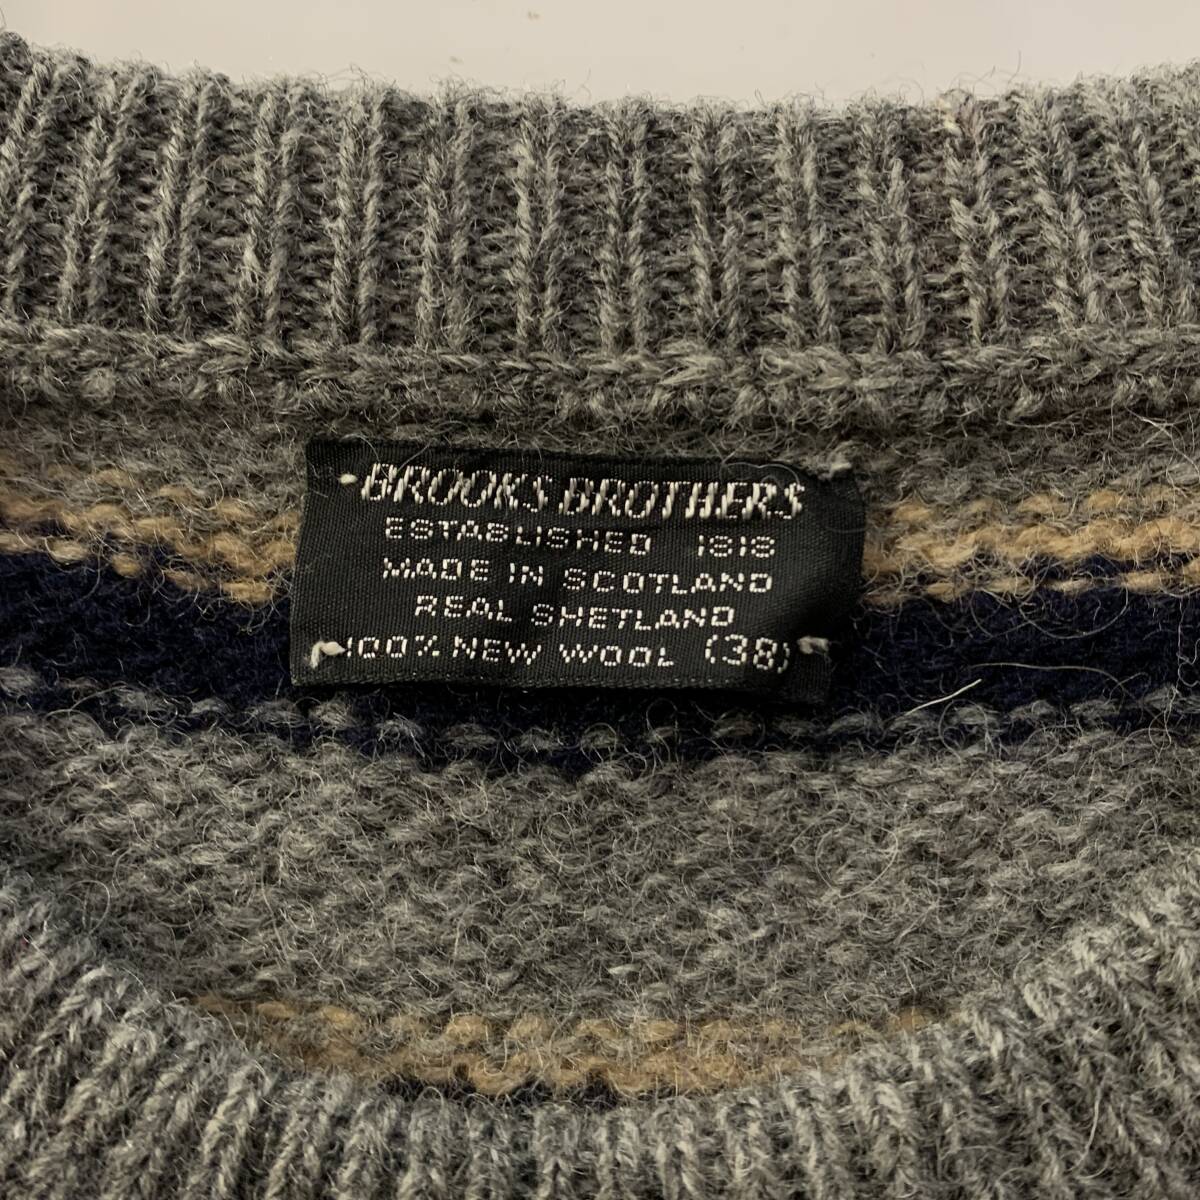 BROOKS BROTHERS
ESTABLISHED 1818
MADE IN SCOTLAND
REAL SHETLAND
100% NEW WOOL (38)